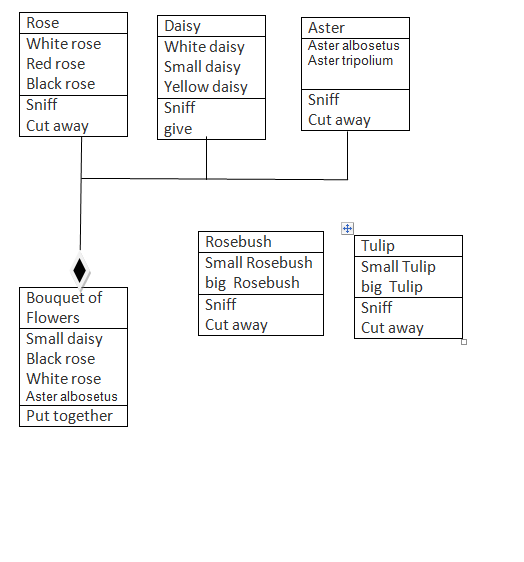 Rose
White rose
Red rose
Black rose
Sniff
Cut away
Daisy
White daisy
Small daisy
Yellow daisy
Sniff
give
Aster
Aster albosetus
Aster tripolium
Sniff
Cut away
Rosebush
Small Rosebush
big Rosebush
Sniff
Cut away
Tulip
Small Tulip
big Tulip
Sniff
Cut away
Bouquet of
Flowers
Small daisy
Black rose
White rose
Aster albosetus
Put together